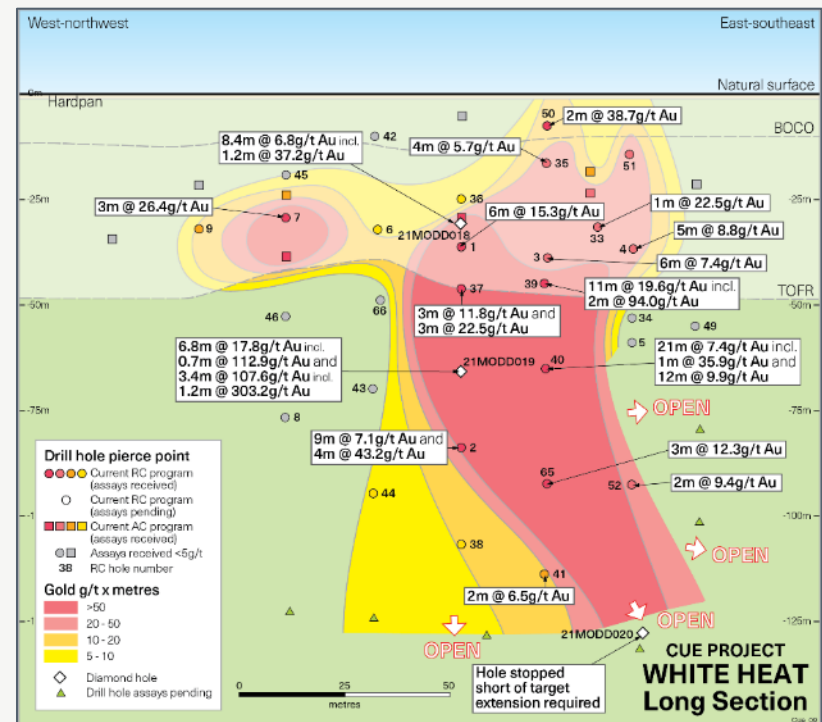 West-northwest
East-southeast
Natural surface
0m
Hardpan
BOCO
50
2m @ 38.7g/t Au
42
8.4m @ 6.8g/t Au incl.
1.2m @ 37.2g/t Au
4m @ 5.7g/t Au
35
51
45
-25m
3m @ 26.4g/t Au
7
9
6
36
21MODD018
1
6m @ 15.3g/t Au
1m @ 22.5g/t Au
33
5m @ 8.8g/t Au
4
3
6m @ 7.4g/t Au
37
39
11m @ 19.6g/t Au incl.
2m @ 94.0g/t Au
TOFR
-50m
66
46
3m @ 11.8g/t Au and
3m @ 22.5g/t Au
34
49
5
6.8m @ 17.8g/t Au incl.
0.7m @ 112.9g/t Au and
3.4m @ 107.6g/t Au incl.
1.2m @ 303.2g/t Au
21MODD019
40
21m @ 7.4g/t Au incl.
1m @ 35.9g/t Au and
12m @ 9.9g/t Au
43
8
-75m
OPEN
9m @ 7.1g/t Au and
4m @ 43.2g/t Au
2
3m @ 12.3g/t Au
65
52
2m @ 9.4g/t Au
44
-100m
38
OPEN
41
2m @ 6.5g/t Au
OPEN
OPEN
-125m
21MODD020
Hole stopped
short of target
extension required
Drill hole pierce point
Current RC program
(assays received)
Current RC program
(assays pending)
Current AC program
(assays received)
Assays received <5g/t
38 RC hole number
Gold g/t x metres
>50
20 - 50
10 - 20
5 - 10
Diamond hole
Drill hole assays pending
0 25 50
metres
CUE PROJECT
WHITE HEAT
Long Section